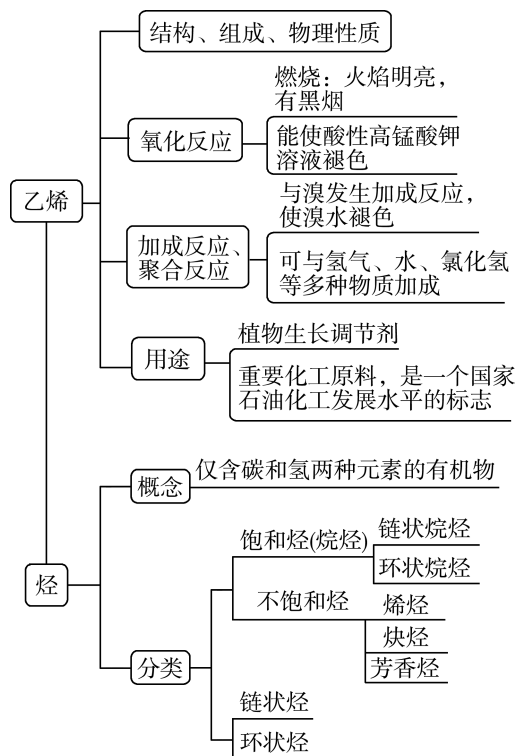 结构、组成、物理性质
燃烧：火焰明亮，
有黑烟
氧化反应
能使酸性高锰酸钾
溶液褪色
乙烯
与溴发生加成反应，
使溴水褪色
加成反应、
聚合反应
可与氢气、水、氯化氢
等多种物质加成
植物生长调节剂
用途
重要化工原料，是一个国家
石油化工发展水平的标志
概念
仅含碳和氢两种元素的有机物
烃
饱和烃(烷烃)
链状烷烃
环状烷烃
不饱和烃
烯烃
炔烃
芳香烃
分类
链状烃
环状烃